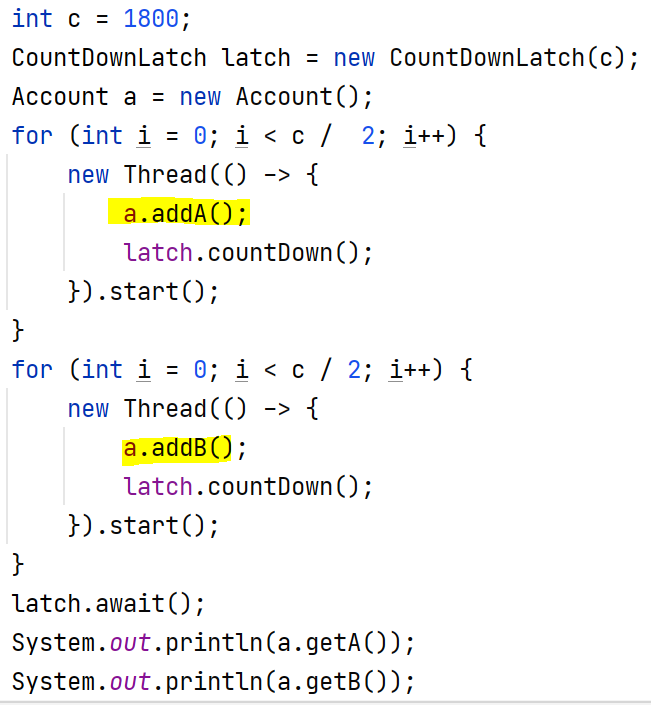 int c = 1800;
CountDownLatch latch = new CountDownLatch(c);
Account a = new Account();
for (int i = 0; i < c /  2; i++) {
    new Thread(() -> {
        a.addA();
        latch.countDown();
    }).start();
}
for (int i = 0; i < c / 2; i++) {
    new Thread(() -> {
        a.addB();
        latch.countDown();
    }).start();
}
latch.await();
System.out.println(a.getA());
System.out.println(a.getB());